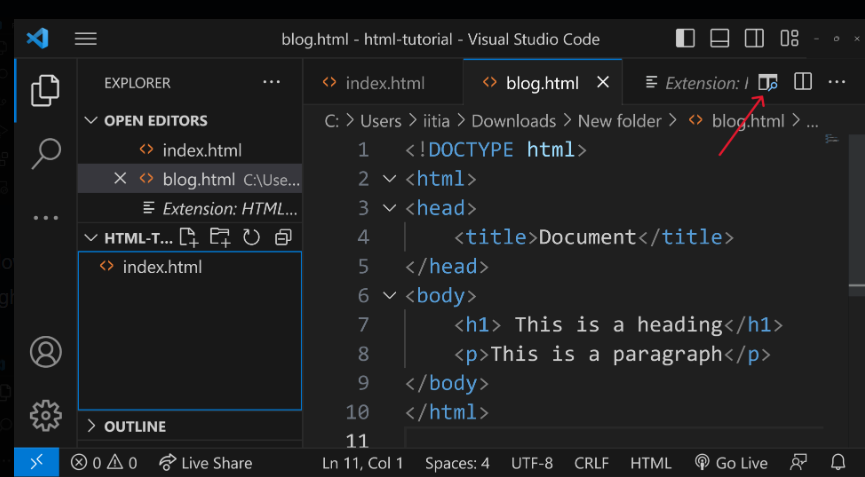 blog.html - html-tutorial - Visual Studio Code
EXPLORER
OPEN EDITORS
index.html
blog.html C:\Use...
Extension: HTML...
HTML-T...
index.html
OUTLINE
index.html
blog.html
Extension:
C: > Users > iitia > Downloads > New folder > <> blog.html > ...
1 <!DOCTYPE html>
2 <html>
3 <head>
4 <title>Document</title>
5 </head>
6 <body>
7 <h1> This is a heading</h1>
8 <p>This is a paragraph</p>
9 </body>
10 </html>
11
0 0 Live Share Ln 11, Col 1 Spaces: 4 UTF-8 CRLF HTML Go Live